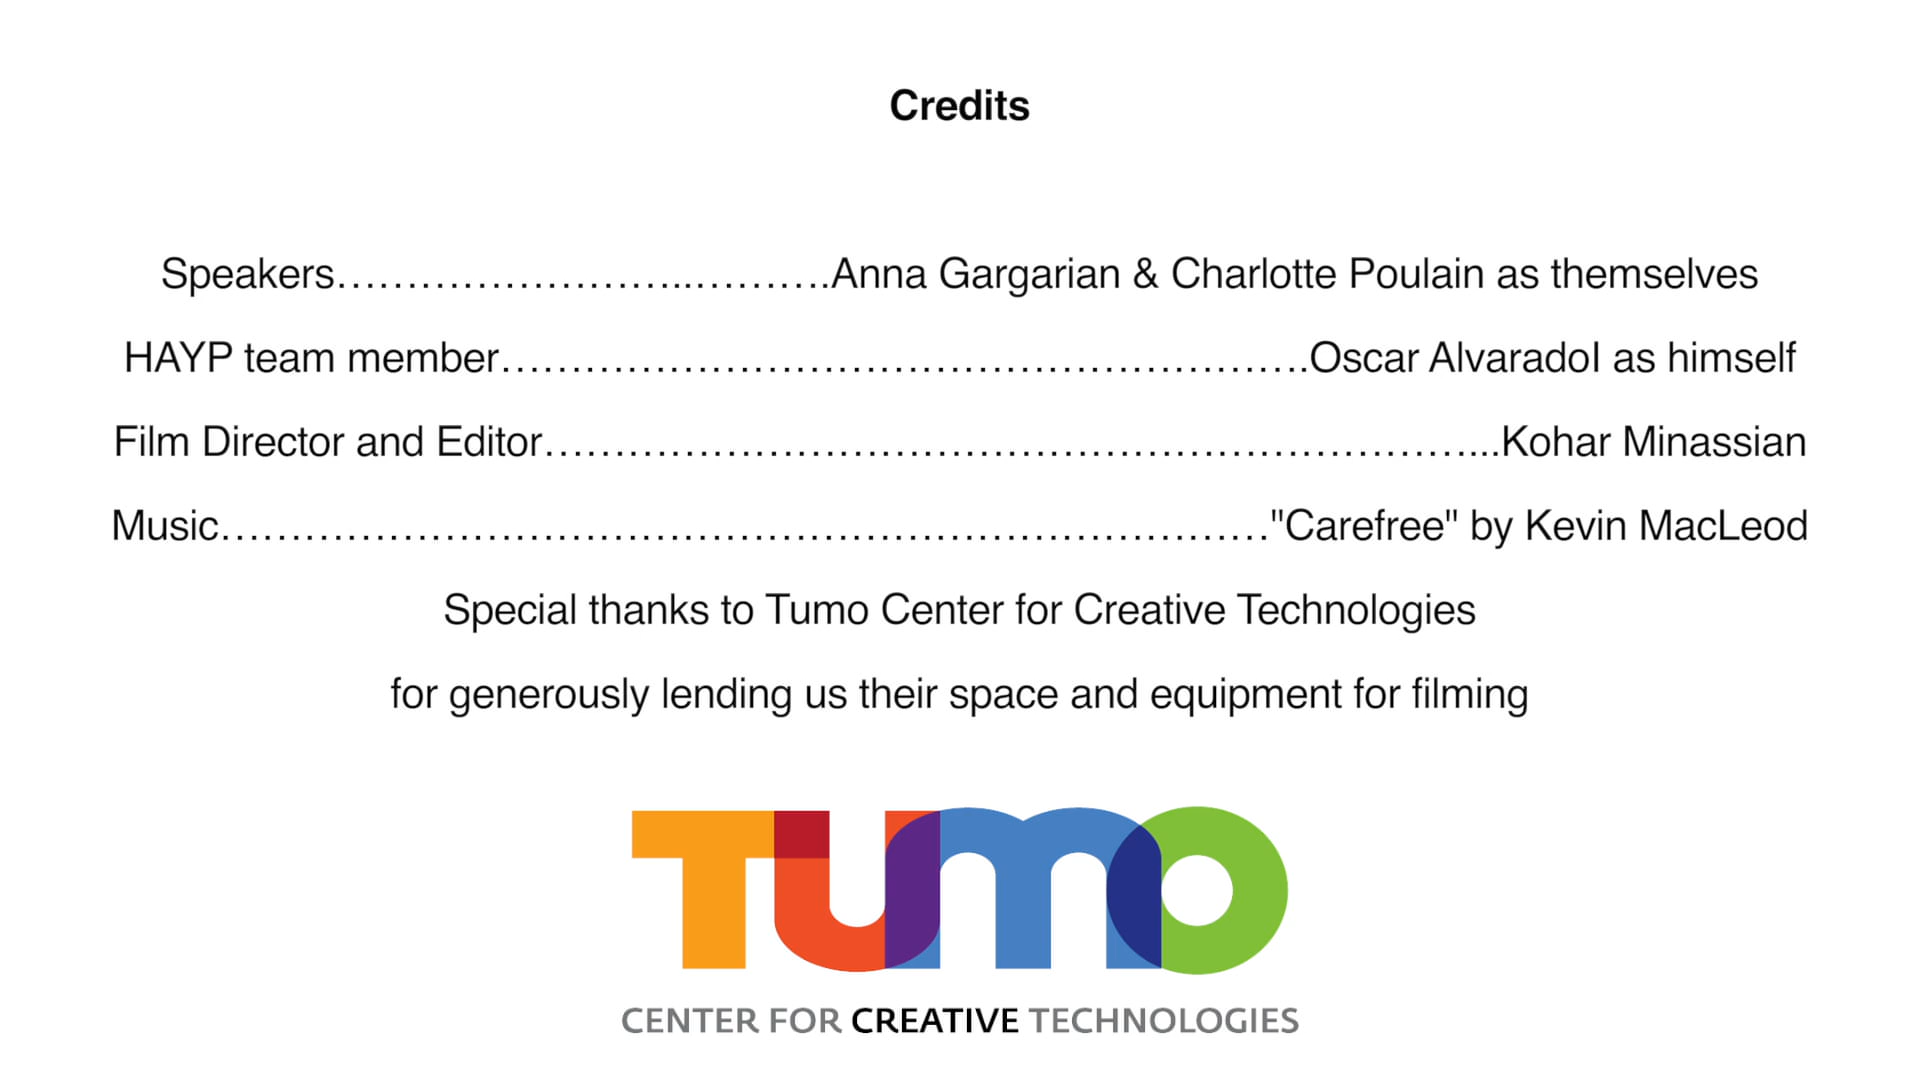 Credits
Speakers……………………..……….Anna Gargarian & Charlotte Poulain as themselves
HAYP team member………………………………………………….Oscar Alvaradol as himself
Film Director and Editor…………………………………………………………...Kohar Minassian
Music…………………………………………………………………"Carefree" by Kevin MacLeod
Special thanks to Tumo Center for Creative Technologies
for generously lending us their space and equipment for filming
TUMO
CENTER FOR CREATIVE TECHNOLOGIES